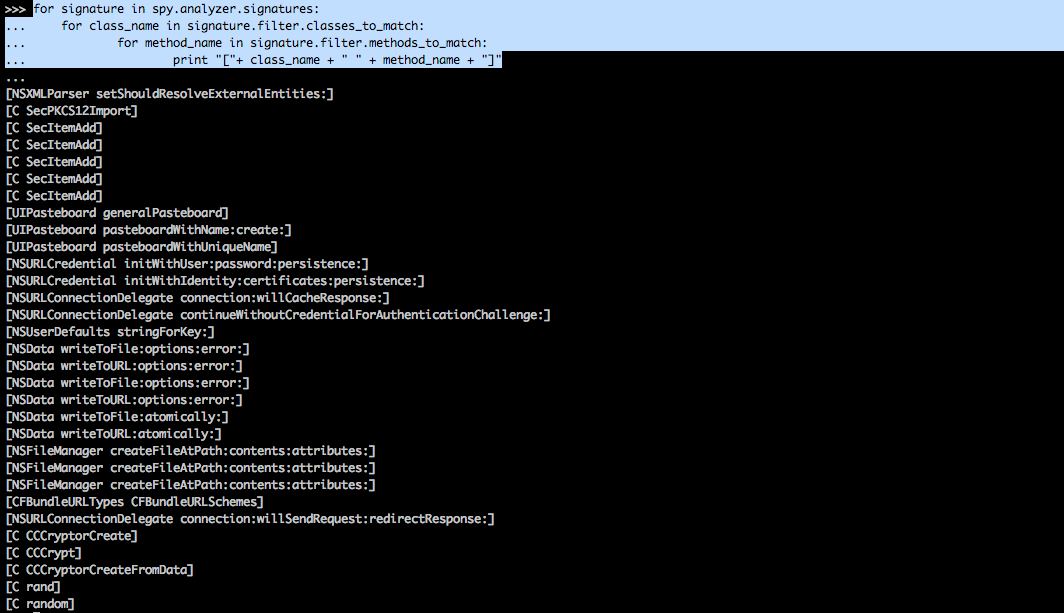 >>> for signature in spy.analyzer.signatures:
...     for class_name in signature.filter.classes_to_match:
...             for method_name in signature.filter.methods_to_match:
...                     print "["+ class_name + " " + method_name + "]"
...
[NSXMLParser setShouldResolveExternalEntities:]
[C SecPKCS12Import]
[C SecItemAdd]
[C SecItemAdd]
[C SecItemAdd]
[C SecItemAdd]
[C SecItemAdd]
[UIPasteboard generalPasteboard]
[UIPasteboard pasteboardWithName:create:]
[UIPasteboard pasteboardWithUniqueName]
[NSURLCredential initWithUser:password:persistence:]
[NSURLCredential initWithIdentity:certificates:persistence:]
[NSURLConnectionDelegate connection:willCacheResponse:]
[NSURLConnectionDelegate continueWithoutCredentialForAuthenticationChallenge:]
[NSUserDefaults stringForKey:]
[NSData writeToFile:options:error:]
[NSData writeToURL:options:error:]
[NSData writeToFile:options:error:]
[NSData writeToURL:options:error:]
[NSData writeToFile:atomically:]
[NSData writeToURL:atomically:]
[NSFileManager createFileAtPath:contents:attributes:]
[NSFileManager createFileAtPath:contents:attributes:]
[NSFileManager createFileAtPath:contents:attributes:]
[CFBundleURLTypes CFBundleURLSchemes]
[NSURLConnectionDelegate connection:willSendRequest:redirectResponse:]
[C CCCryptorCreate]
[C CCCrypt]
[C CCCryptorCreateFromData]
[C rand]
[C random]